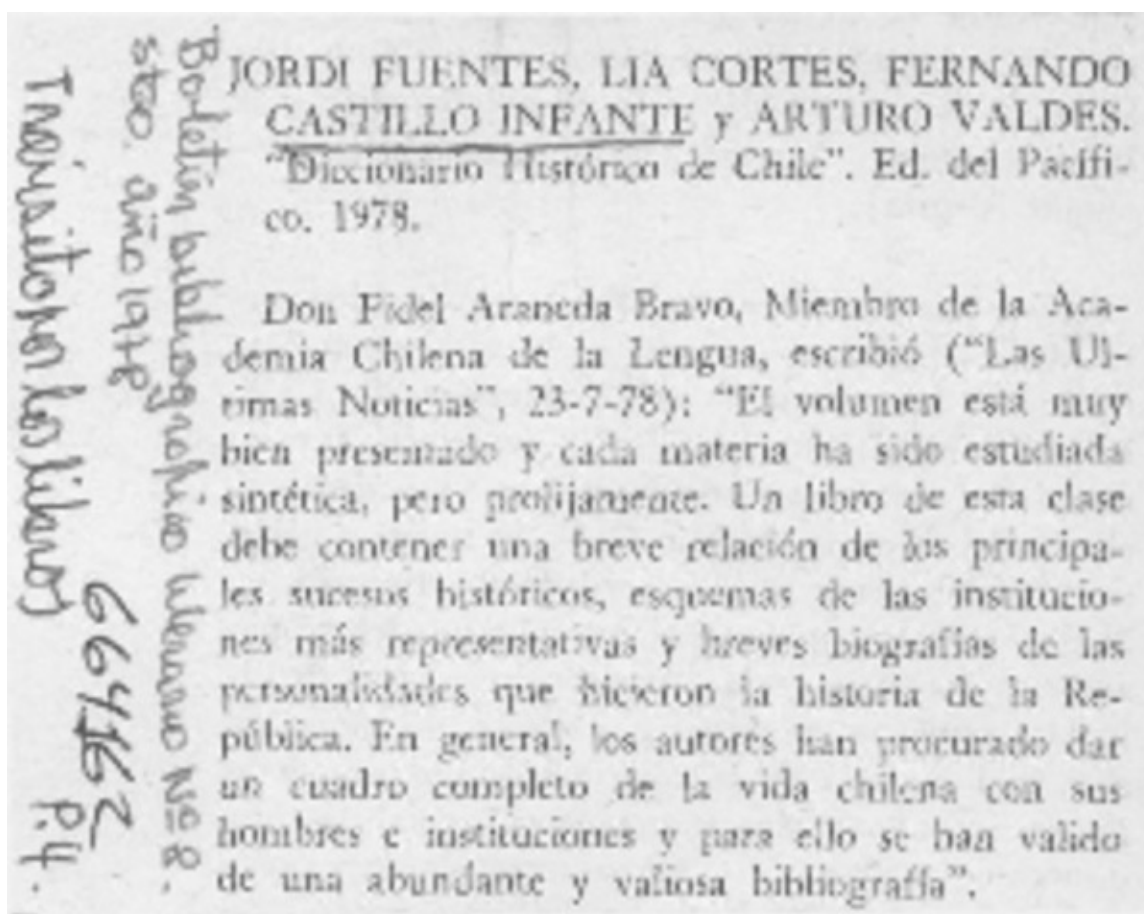 JORDI FUENTES, LIA CORTES, FERNANDO
CASTILLO INFANTE y ARTURO VALDES.
"Diccionario Histórico de Chile". Ed. del Pacífi-
co. 1978.
Don Fidel Araneda Bravo, Miembro de la Aca-
demia Chilena de la Lengua, escribió ("Las Ul-
timas Noticias", 23-7-78): "El volumen está muy
bien presentado y cada materia ha sido estudiada
sintética, pero prolijamente. Un libro de esta clase
debe contener una breve relación de los principa-
les sucesos históricos, esquemas de las institucio-
nes más representativas y breves biografías de las
personalidades que hicieron la historia de la Re-
pública. En general, los autores han procurado dar
un cuadro completo de la vida chilena con sus
hombres e instituciones y para ello se han valido
de una abundante y valiosa bibliografía".
Boletín bibliográfico Nº 8.
stgo. año 1978
664162
Tránsito por los libros P.4.